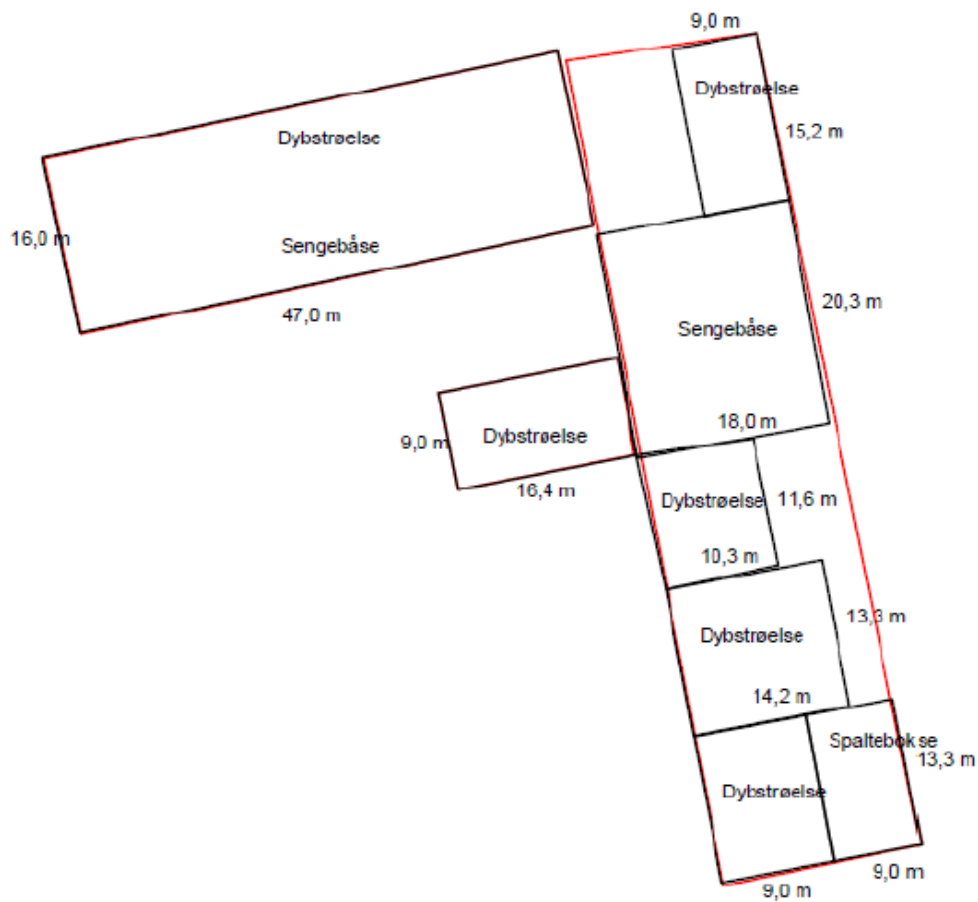 9,0 m
Dybstrøelse
15,2 m
Dybstrøelse
16,0 m
Sengebåse
47,0 m
20,3 m
Sengebåse
18,0 m
9,0 m
Dybstrøelse
16,4 m
Dybstrøelse
11,6 m
10,3 m
13,3 m
Dybstrøelse
14,2 m
Spaltebokse
13,3 m
Dybstrøelse
9,0 m
9,0 m